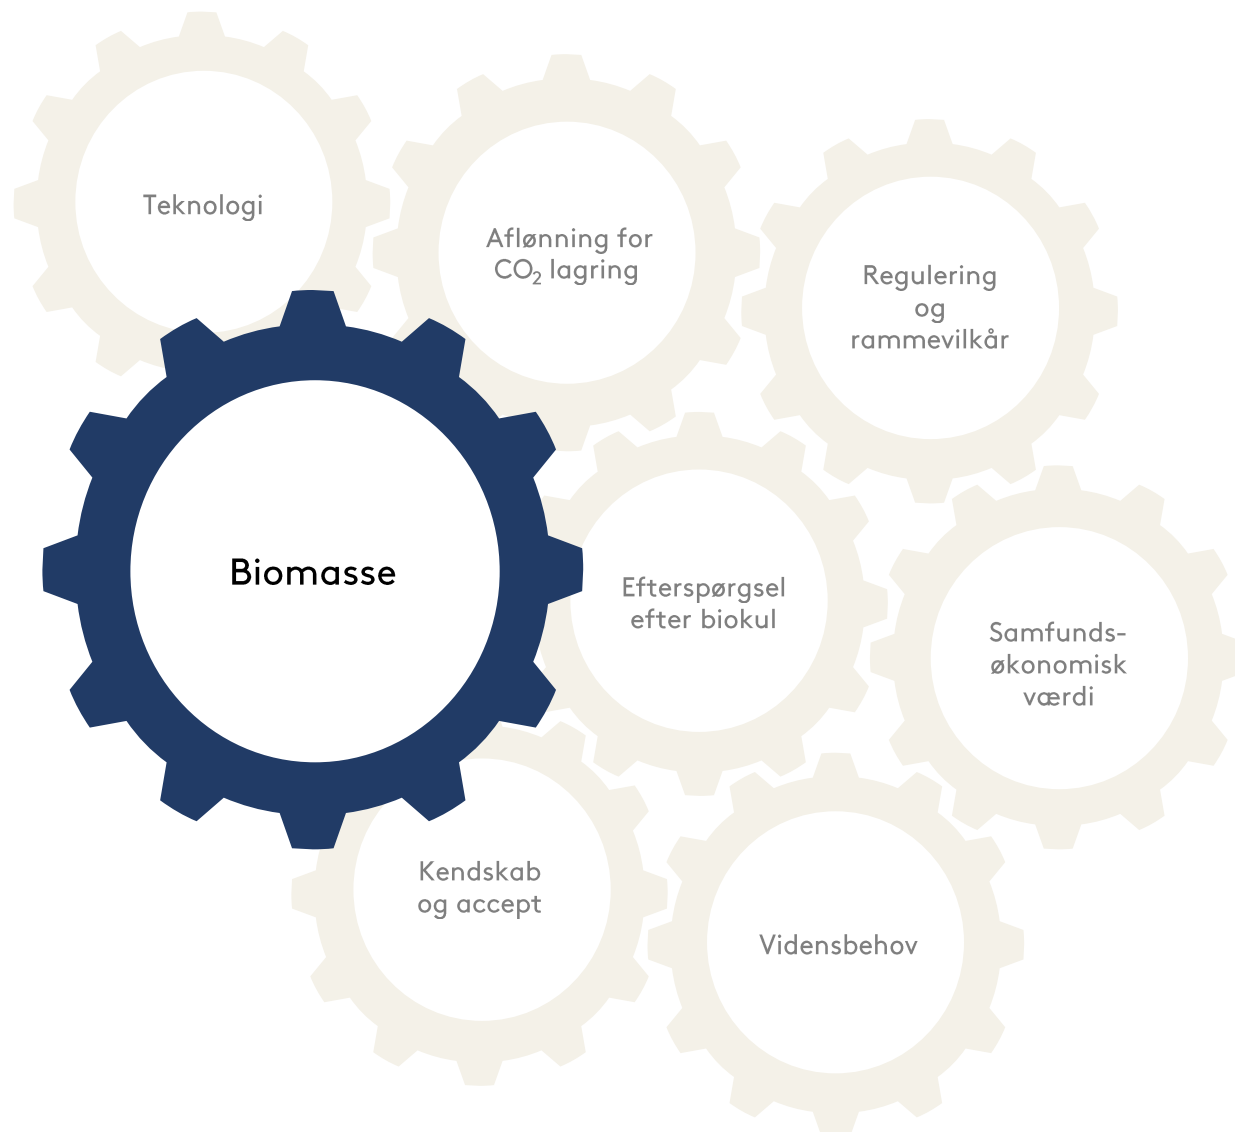 Teknologi
Aflønning for
CO₂ lagring
Regulering
og
rammevilkår
Biomasse
Efterspørgsel
efter biokul
Samfunds-
økonomisk
værdi
Kendskab
og accept
Vidensbehov